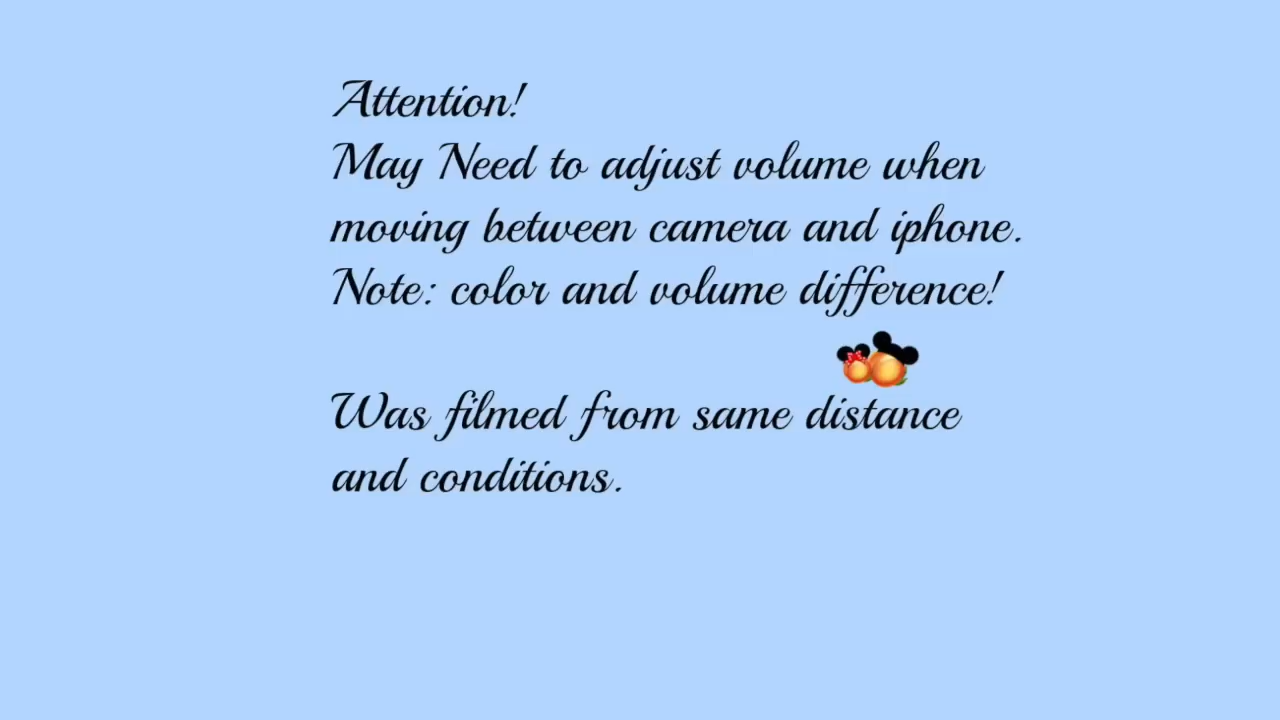 Attention!
May Need to adjust volume when
moving between camera and iphone.
Note: color and volume difference!
Was filmed from same distance
and conditions.